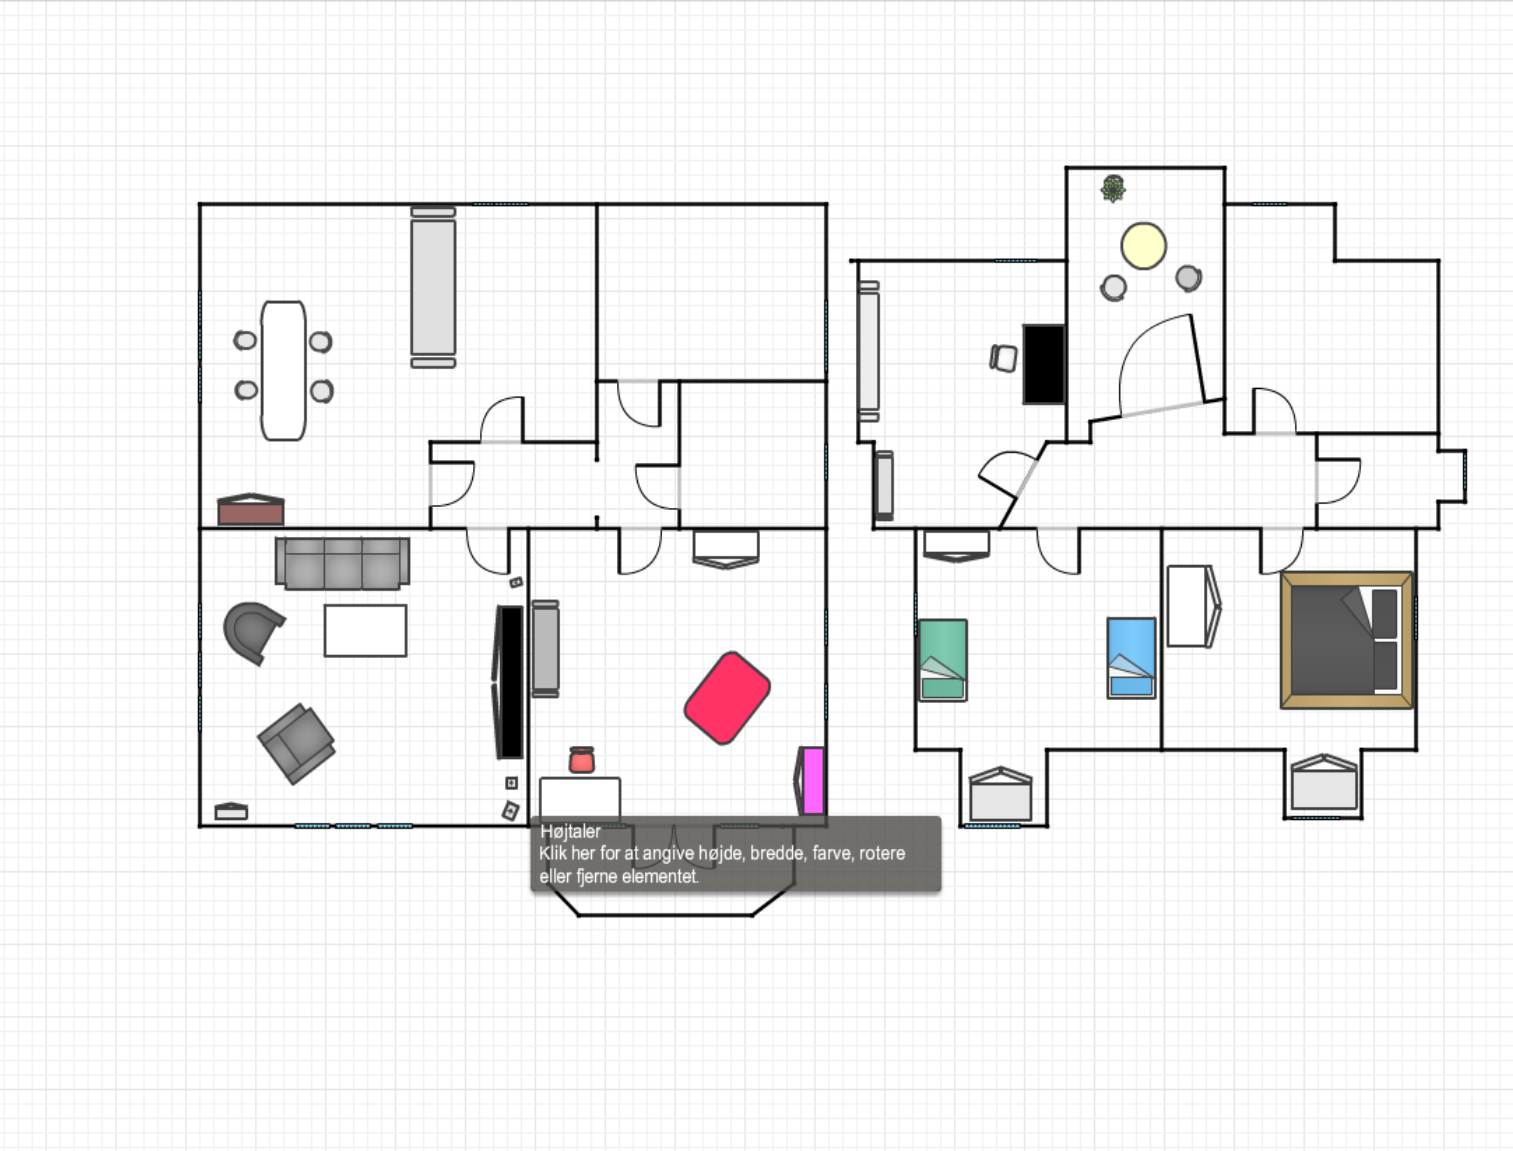 Højtaler
Klik her for at angive højde, bredde, farve, rotere
eller fjerne elementet.